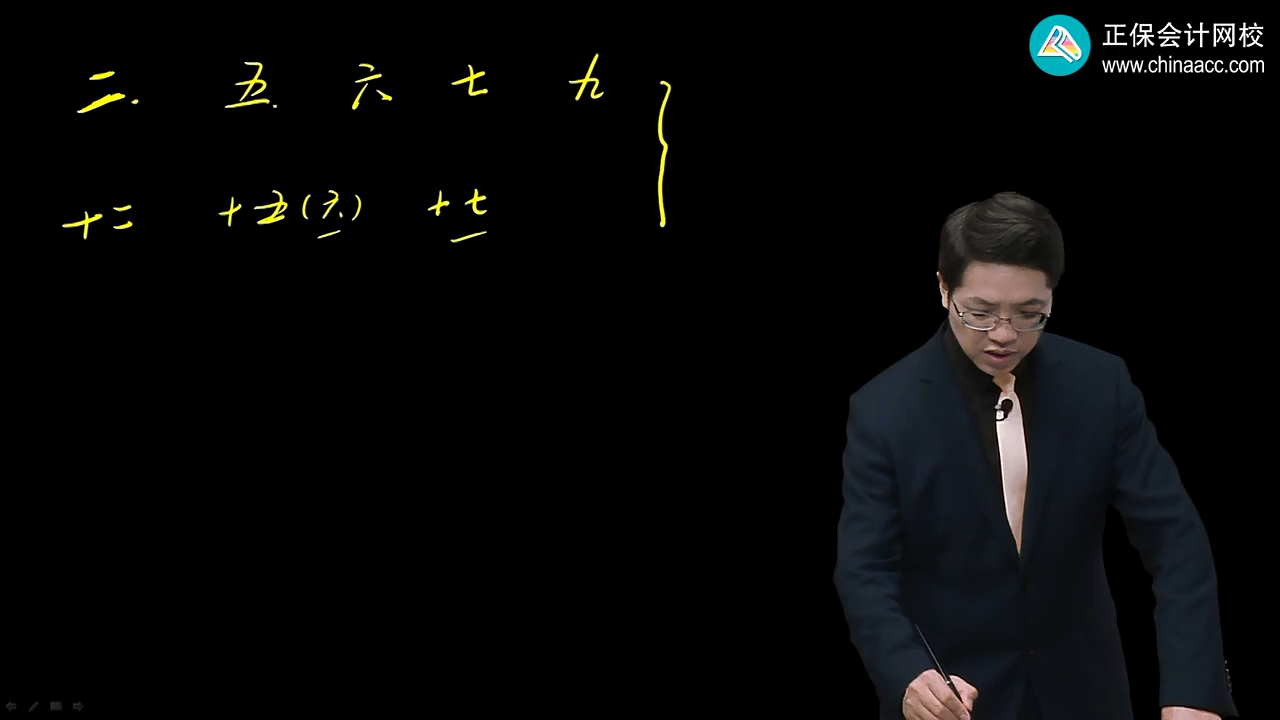 正保会计网校
www.chinaacc.com
二. 五. 六 七 九
十二 十五(六) 十七